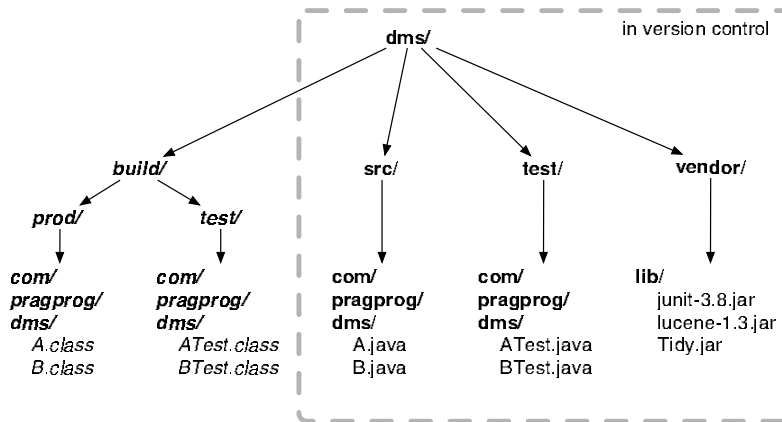 in version control
dms/
build/
src/
test/
vendor/
prod/
test/
com/
pragprog/
dms/
A.class
B.class
com/
pragprog/
dms/
ATest.class
BTest.class
com/
pragprog/
dms/
A.java
B.java
com/
pragprog/
dms/
ATest.java
BTest.java
lib/
junit-3.8.jar
lucene-1.3.jar
Tidy.jar